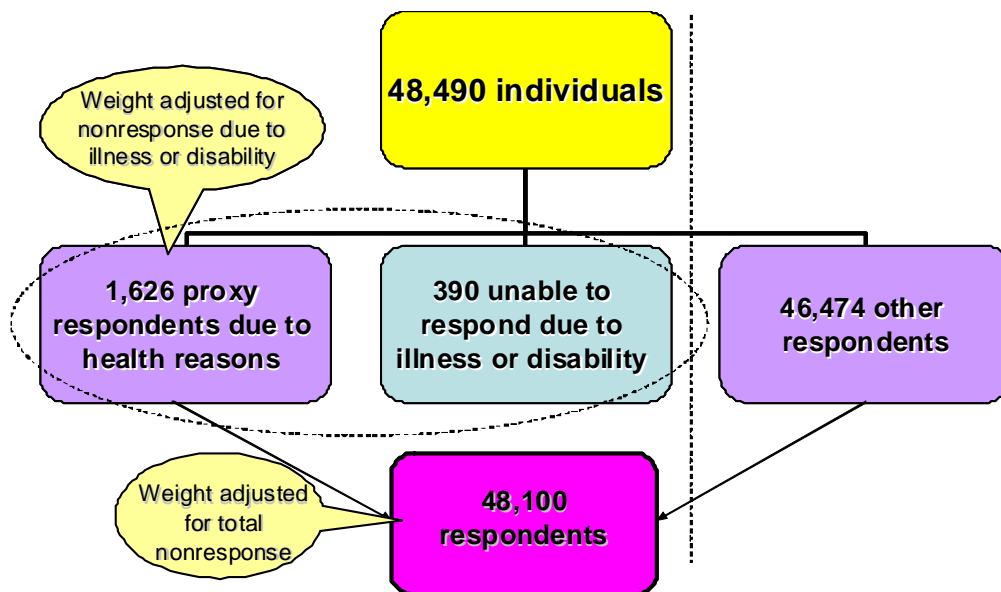 48,490 individuals
Weight adjusted for
nonresponse due to
illness or disability
1,626 proxy
respondents due to
health reasons
390 unable to
respond due to
illness or disability
46,474 other
respondents
Weight adjusted
for total
nonresponse
48,100
respondents